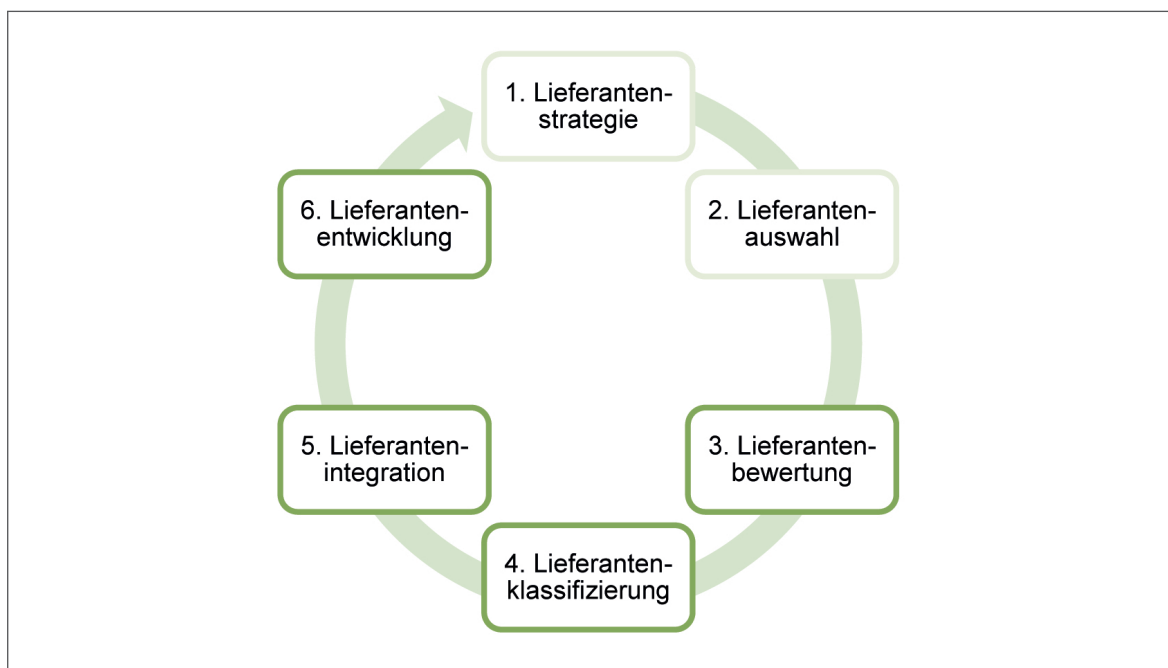 1. Lieferanten-
strategie
2. Lieferanten-
auswahl
3. Lieferanten-
bewertung
4. Lieferanten-
klassifizierung
5. Lieferanten-
integration
6. Lieferanten-
entwicklung